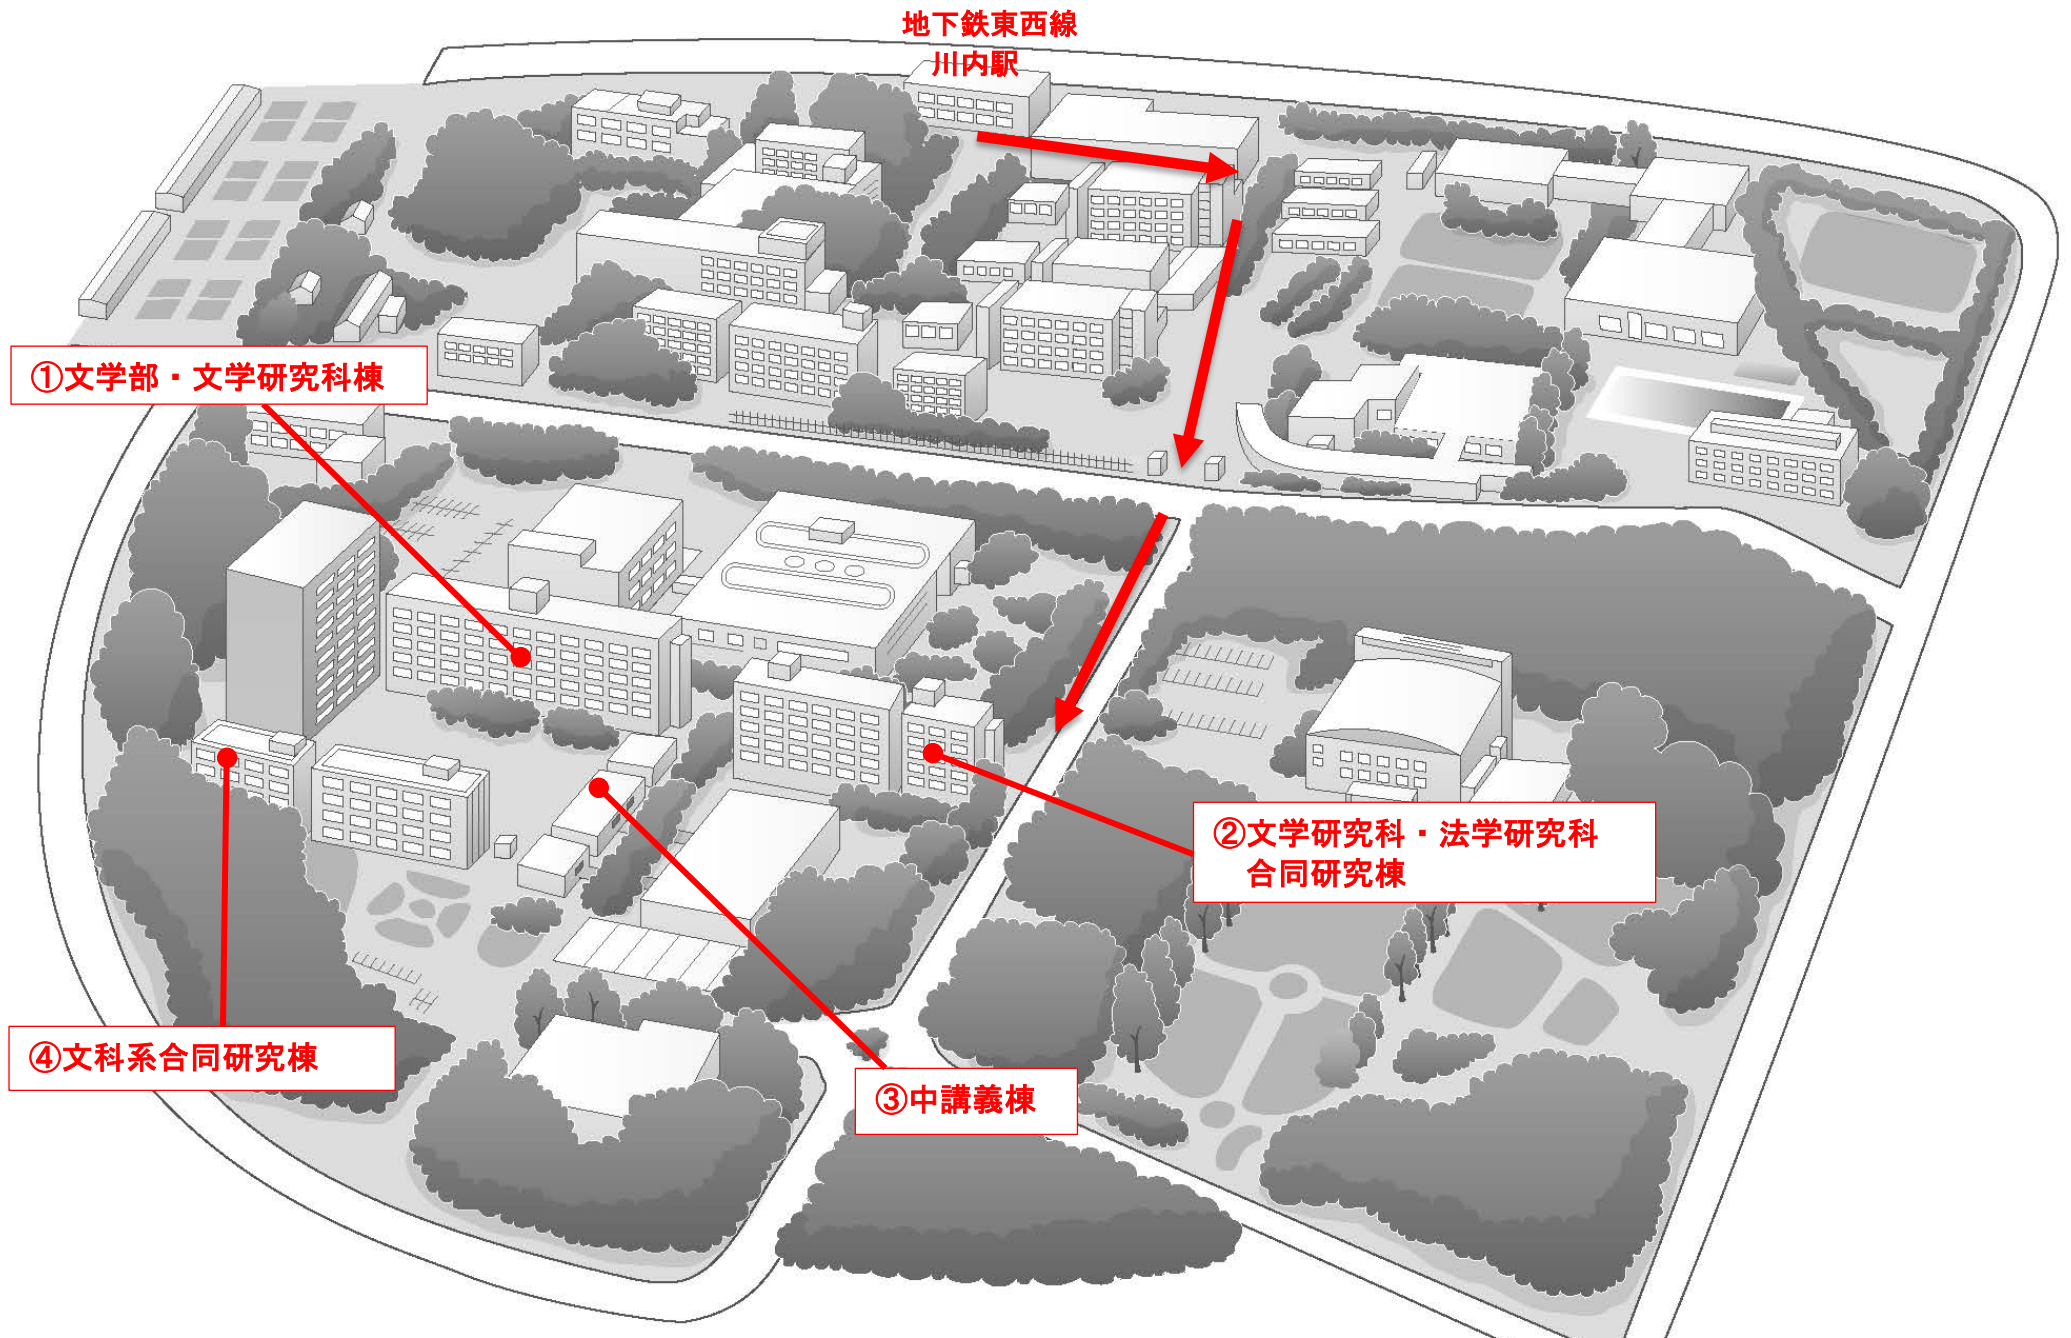 地下鉄東西線
川内駅
①文学部・文学研究科棟
②文学研究科・法学研究科
合同研究棟
④文科系合同研究棟
③中講義棟